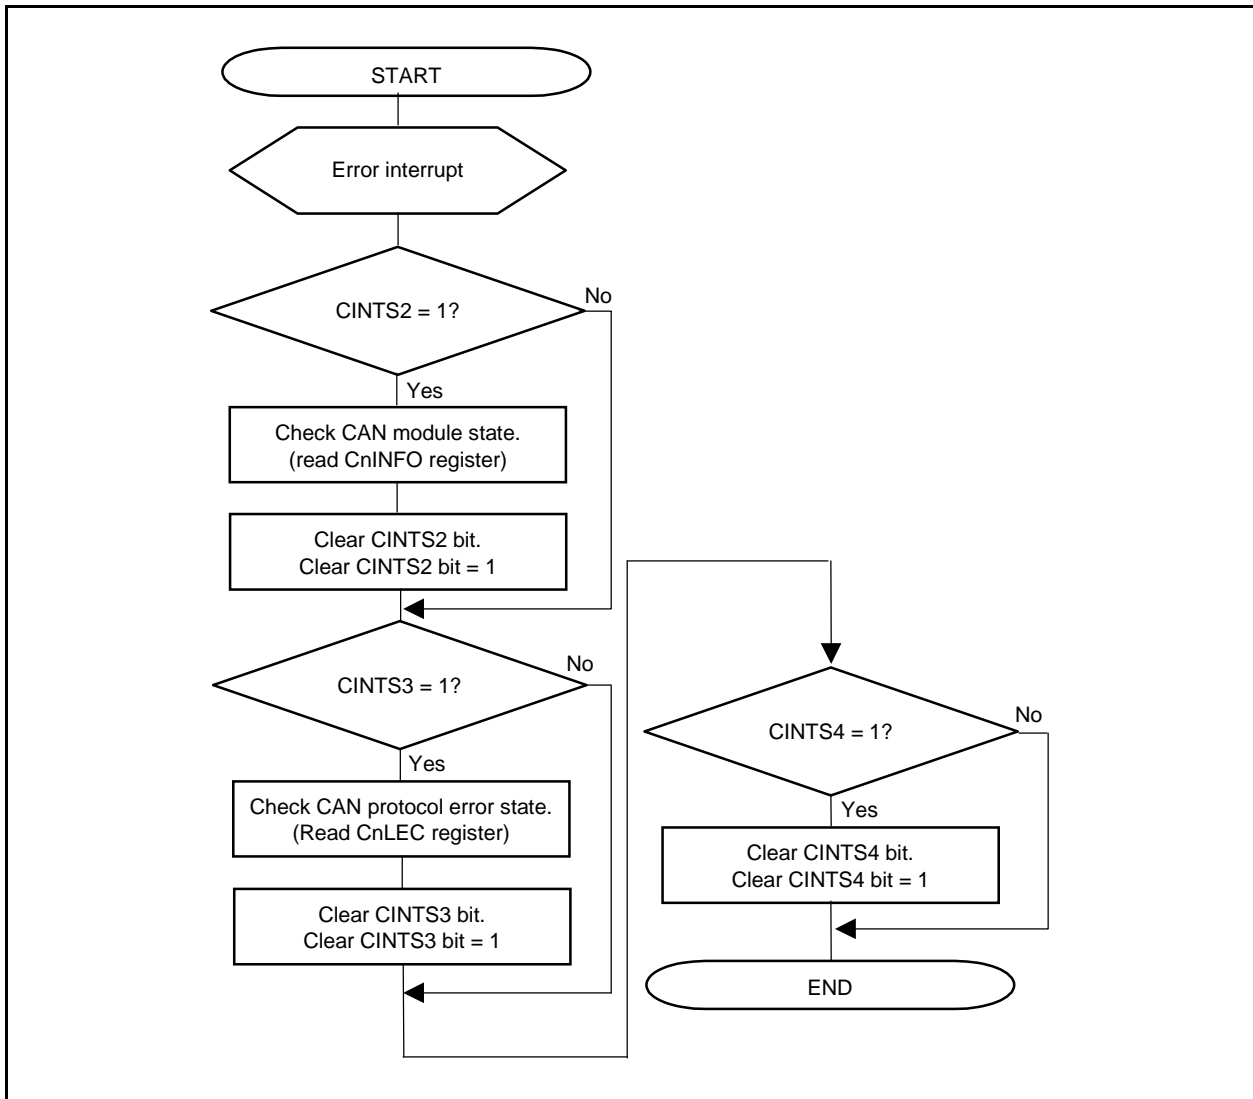 START
Error interrupt
CINTS2 = 1?
No
Yes
Check CAN module state.
(read CnINFO register)
Clear CINTS2 bit.
Clear CINTS2 bit = 1
CINTS3 = 1?
No
Yes
Check CAN protocol error state.
(Read CnLEC register)
Clear CINTS3 bit.
Clear CINTS3 bit = 1
CINTS4 = 1?
No
Yes
Clear CINTS4 bit.
Clear CINTS4 bit = 1
END